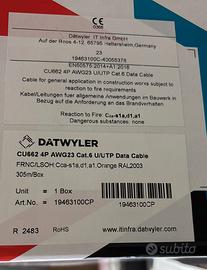 CE
Datwyler IT Infra GmbH
Auf der Roos 4-12, 65795 Hattersheim, Germany
23
19463100C-40055378
EN50575:2014+A1:2016
CU662 4P AWG23 U/UTP Cat.6 Data Cable
Cable for general application in construction works subject to
reaction to fire requirements
Kabel/Leitungen für allgemeine Anwendungen im Bauwerk in
Bezug auf die Anforderungen an das Brandverhalten
Reaction to Fire: Cca-s1a,d1,a1
Dangerous substances: none
DATWYLER
CU662 4P AWG23 Cat.6 U/UTP Data Cable
FRNC/LSOH:Cca-s1a,d1,a1 Orange RAL2003
305m/Box
Unit : 1 Box
Art.No. : 19463100CP
19463100CP
R 2483
RoHS
www.itinfra.datwyler.com
subito